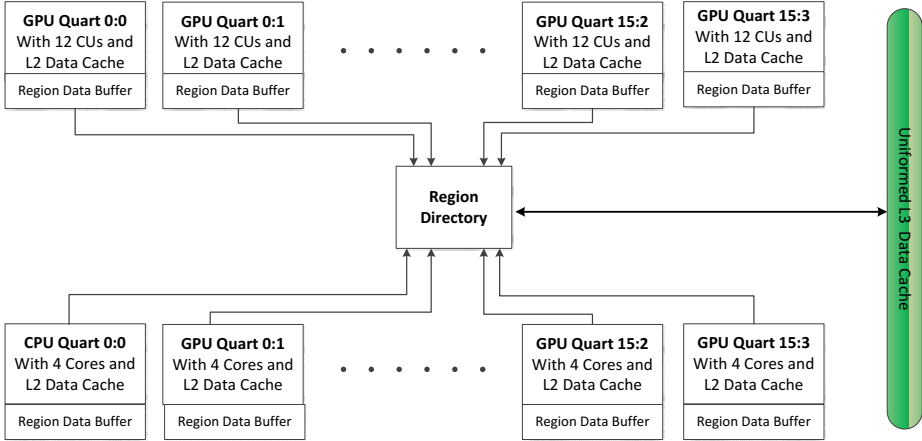 GPU Quart 0:0
With 12 CUs and
L2 Data Cache
Region Data Buffer
GPU Quart 0:1
With 12 CUs and
L2 Data Cache
Region Data Buffer
GPU Quart 15:2
With 12 CUs and
L2 Data Cache
Region Data Buffer
GPU Quart 15:3
With 12 CUs and
L2 Data Cache
Region Data Buffer
Region
Directory
Uniformed L3 Data Cache
CPU Quart 0:0
With 4 Cores and
L2 Data Cache
Region Data Buffer
GPU Quart 0:1
With 4 Cores and
L2 Data Cache
Region Data Buffer
GPU Quart 15:2
With 4 Cores and
L2 Data Cache
Region Data Buffer
GPU Quart 15:3
With 4 Cores and
L2 Data Cache
Region Data Buffer